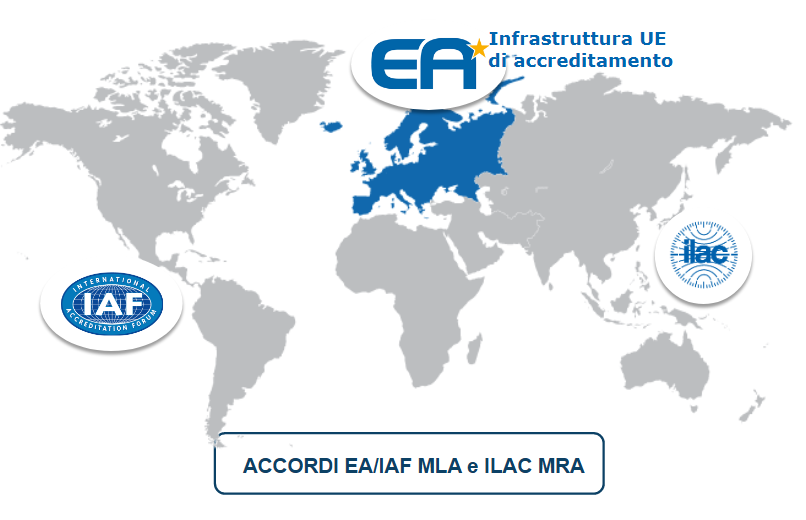 EA
Infrastruttura UE
di accreditamento
ilac
INTERNATIONAL
IAF
ACCREDITATION FORUM
ACCORDI EA/IAF MLA e ILAC MRA